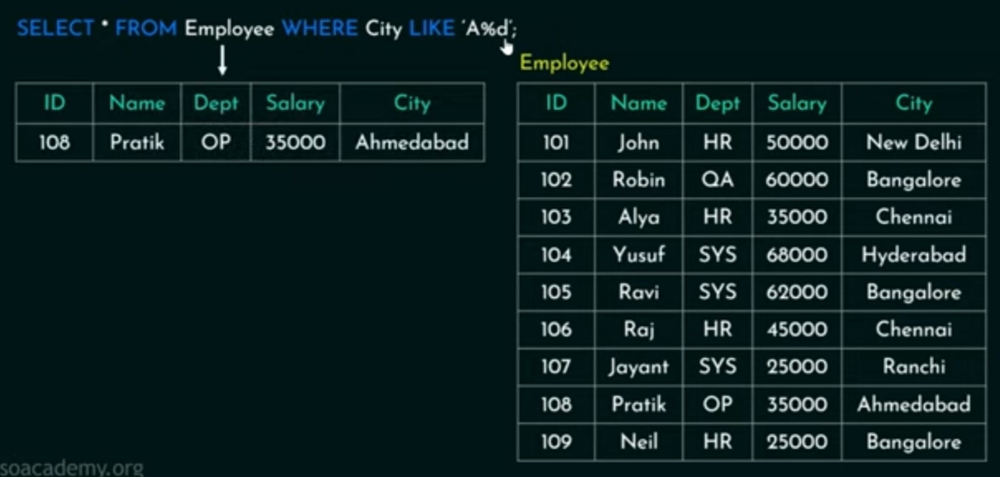 SELECT * FROM Employee WHERE City LIKE 'A%d';
ID Name Dept Salary City
108 Pratik OP 35000 Ahmedabad
Employee
ID Name Dept Salary City
101 John HR 50000 New Delhi
102 Robin QA 60000 Bangalore
103 Alya HR 35000 Chennai
104 Yusuf SYS 68000 Hyderabad
105 Ravi SYS 62000 Bangalore
106 Raj HR 45000 Chennai
107 Jayant SYS 25000 Ranchi
108 Pratik OP 35000 Ahmedabad
109 Neil HR 25000 Bangalore
soacademy.org